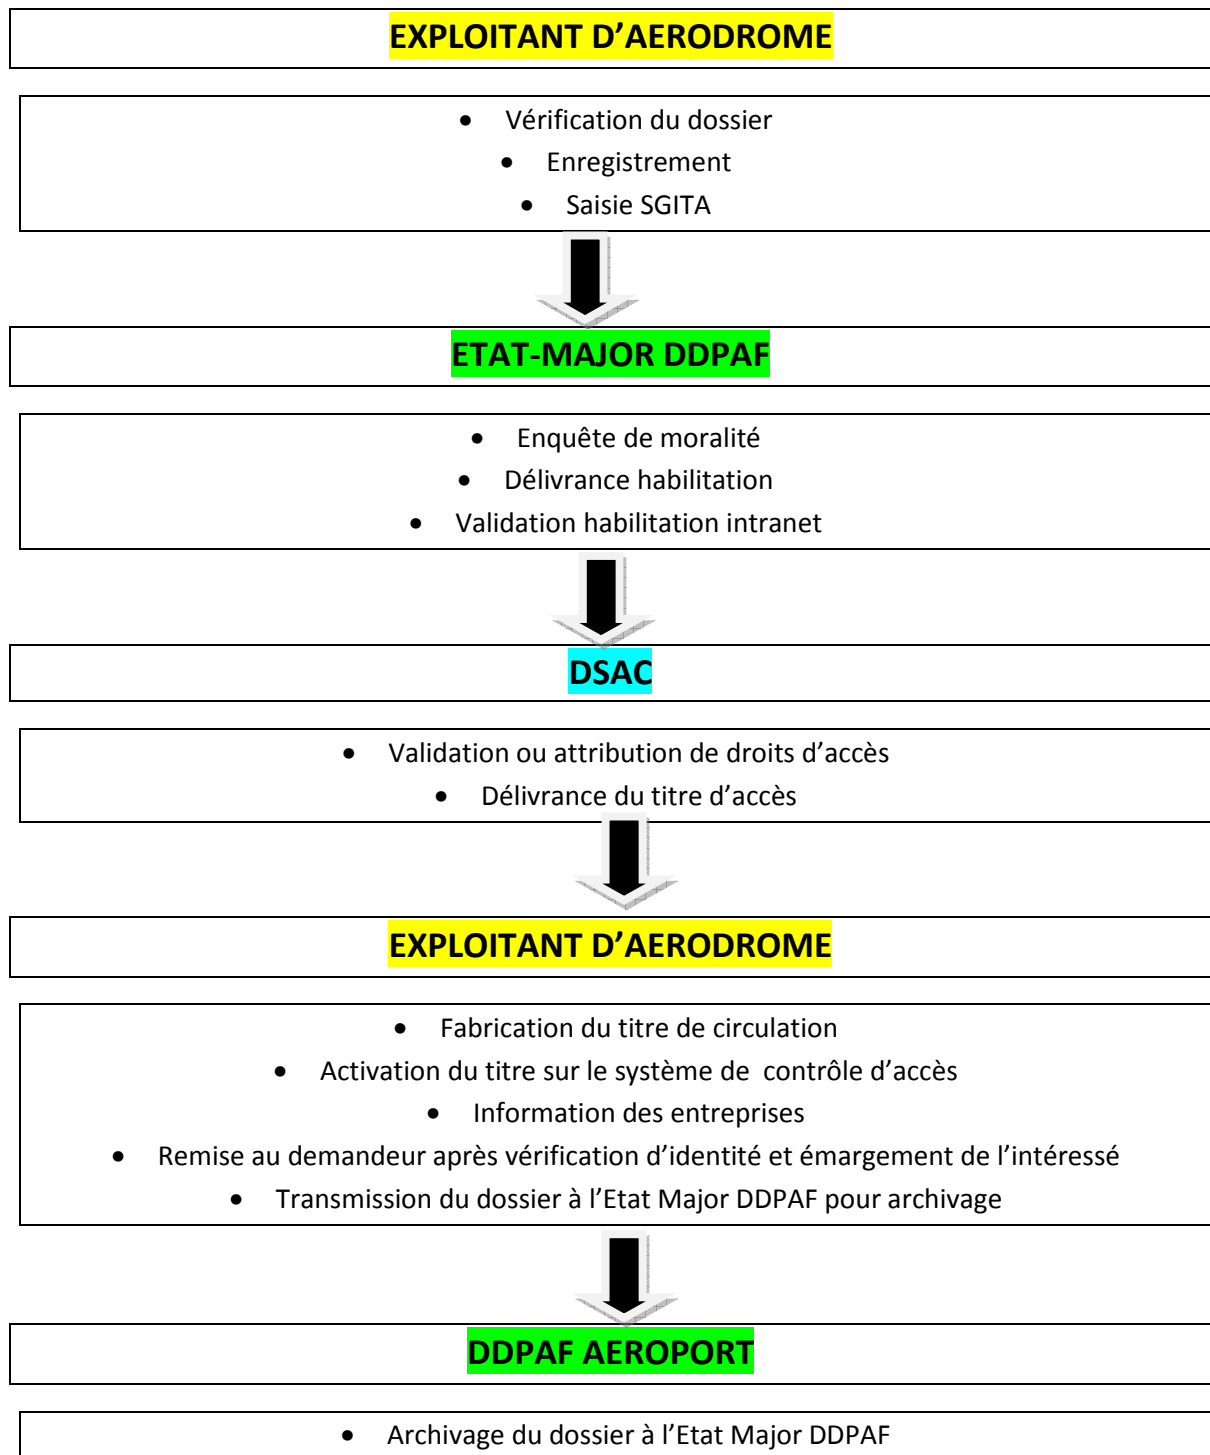 EXPLOITANT D'AERODROME
• Vérification du dossier
• Enregistrement
• Saisie SGITA
ETAT-MAJOR DDPAF
• Enquête de moralité
• Délivrance habilitation
• Validation habilitation intranet
DSAC
• Validation ou attribution de droits d'accès
• Délivrance du titre d'accès
EXPLOITANT D'AERODROME
• Fabrication du titre de circulation
• Activation du titre sur le système de contrôle d'accès
• Information des entreprises
• Remise au demandeur après vérification d'identité et émargement de l'intéressé
• Transmission du dossier à l'Etat Major DDPAF pour archivage
DDPAF AEROPORT
• Archivage du dossier à l'Etat Major DDPAF